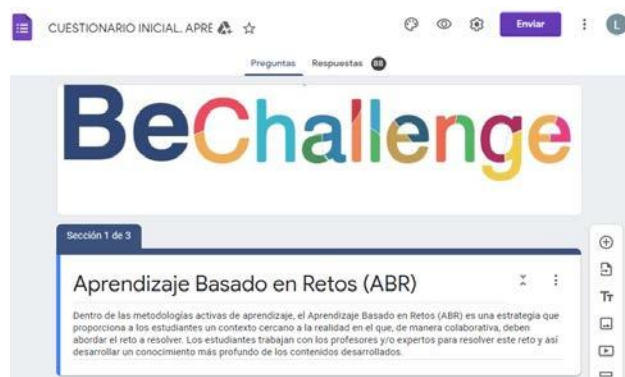 CUESTIONARIO INICIAL. APRE
Enviar
L
Preguntas
Respuestas 88
BeChallenge
Sección 1 de 3
Aprendizaje Basado en Retos (ABR)
Dentro de las metodologías activas de aprendizaje, el Aprendizaje Basado en Retos (ABR) es una estrategia que
proporciona a los estudiantes un contexto cercano a la realidad en el que, de manera colaborativa, deben
abordar el reto a resolver. Los estudiantes trabajan con los profesores y/o expertos para resolver este reto y así
desarrollar un conocimiento más profundo de los contenidos desarrollados.
Tт